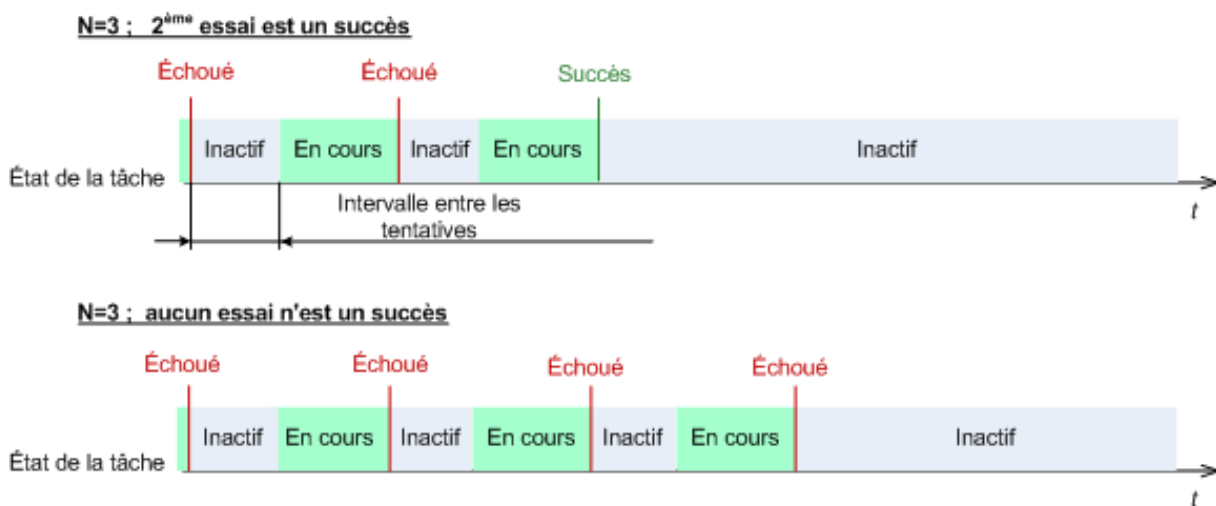 N=3 ;  2ème essai est un succès
Échoué Échoué Succès
Inactif En cours Inactif En cours Inactif
État de la tâche
t
Intervalle entre les
tentatives
N=3 ;  aucun essai n'est un succès
Échoué Échoué Échoué Échoué
Inactif En cours Inactif En cours Inactif En cours Inactif
État de la tâche
t